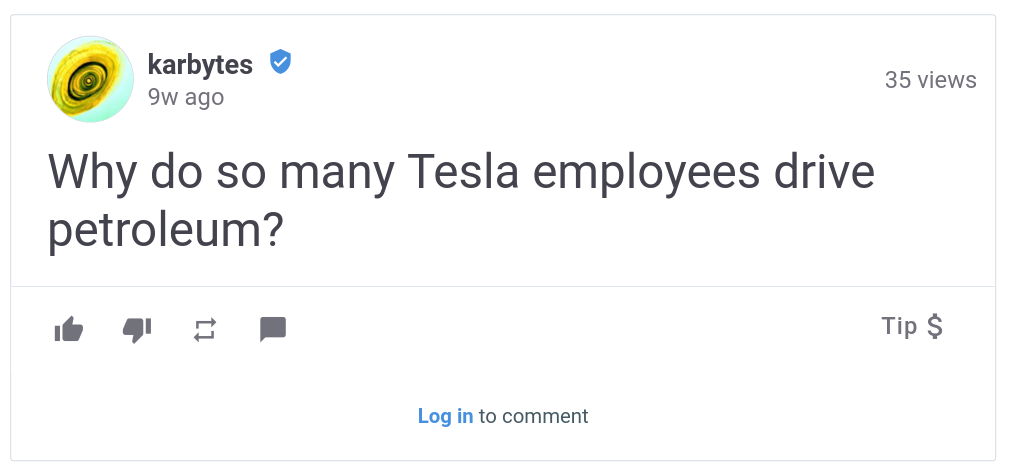 karbytes
9w ago
35 views
Why do so many Tesla employees drive
petroleum?
Tip $
Log in to comment